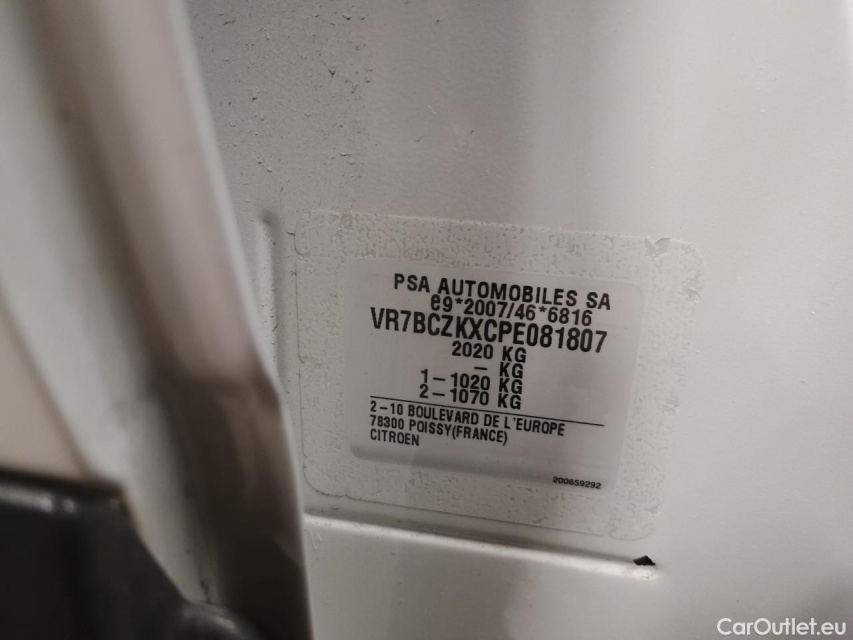 PSA AUTOMOBILES SA
e9*2007/46*6816
VR7BCZKXCPE081807
2020 KG
– KG
1–1020 KG
2–1070 KG
2–10 BOULEVARD DE L'EUROPE
78300 POISSY(FRANCE)
CITROEN
200659292
CarOutlet.eu